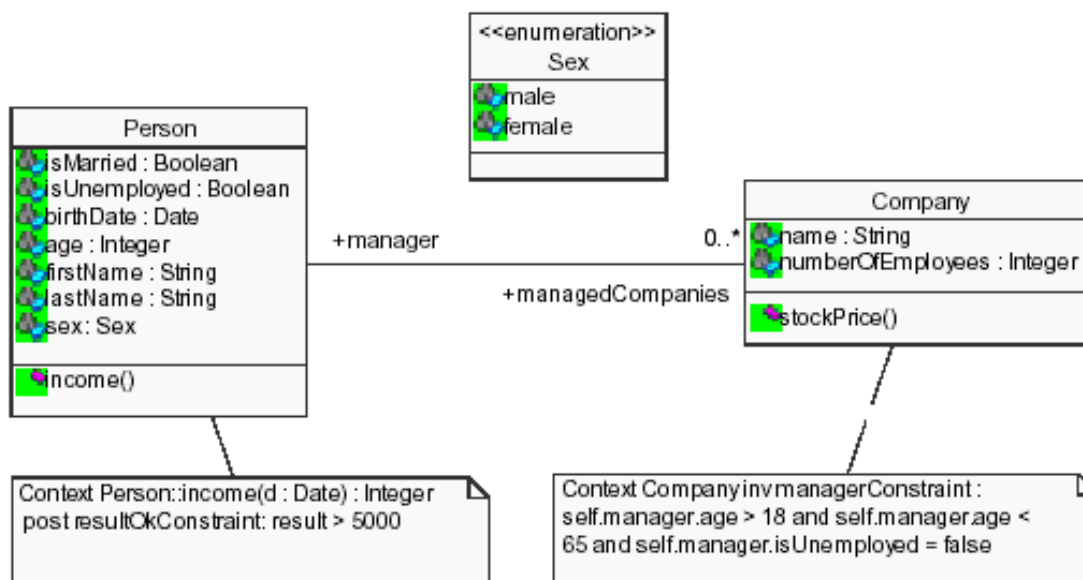 <<enumeration>>
Sex
male
female
Person
isMarried : Boolean
isUnemployed : Boolean
birthDate : Date
age : Integer
firstName : String
lastName : String
sex : Sex
income()
+manager
0..*
+managedCompanies
Company
name : String
numberOfEmployees : Integer
stockPrice()
Context Person::income(d : Date) : Integer
post resultOkConstraint: result > 5000
Context Company inv managerConstraint :
self.manager.age > 18 and self.manager.age <
65 and self.manager.isUnemployed = false